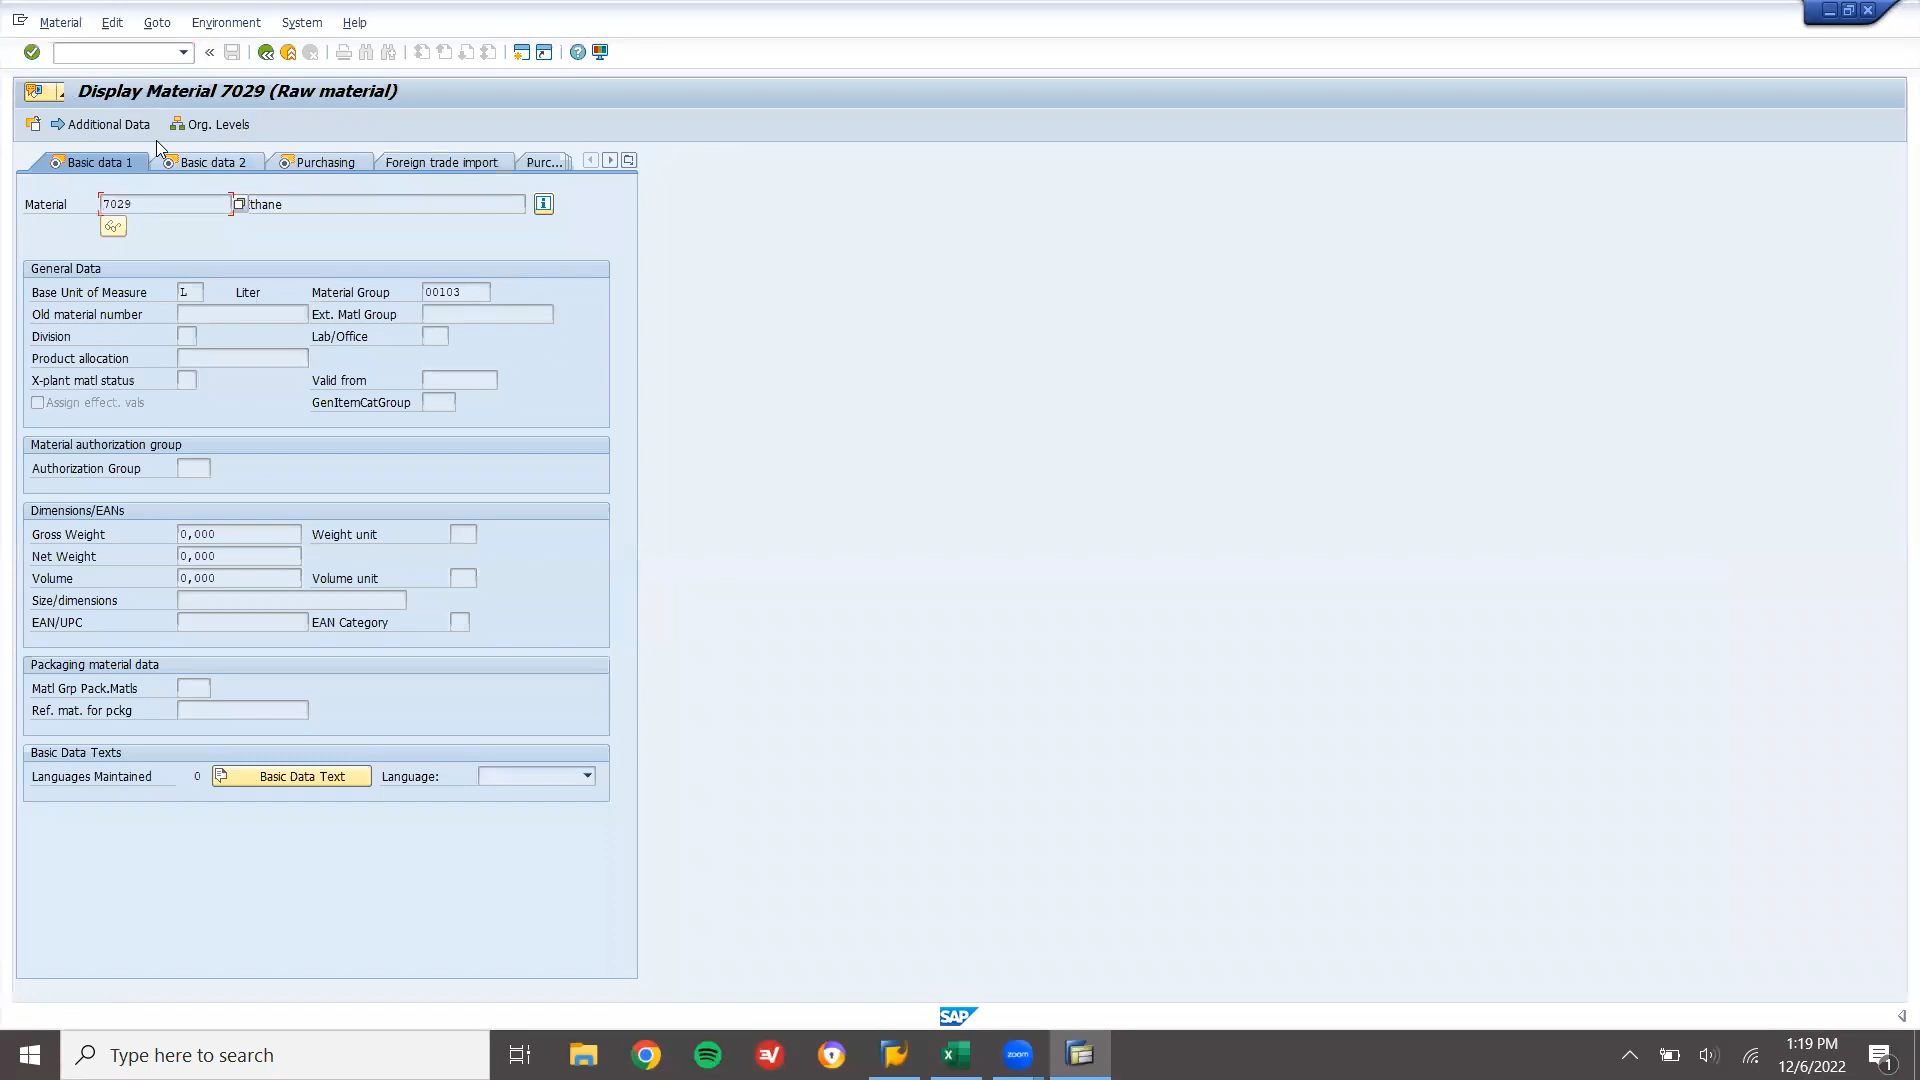 Material Edit Goto Environment System Help
Display Material 7029 (Raw material)
Additional Data Org. Levels
Basic data 1 Basic data 2 Purchasing Foreign trade import Purc...
Material 7029 thane
General Data
Base Unit of Measure L Liter Material Group 00103
Old material number Ext. Matl Group
Division Lab/Office
Product allocation
X-plant matl status Valid from
Assign effect. vals GenItemCatGroup
Material authorization group
Authorization Group
Dimensions/EANs
Gross Weight 0,000 Weight unit
Net Weight 0,000
Volume 0,000 Volume unit
Size/dimensions
EAN/UPC EAN Category
Packaging material data
Matl Grp Pack.Matls
Ref. mat. for pckg
Basic Data Texts
Languages Maintained 0 Basic Data Text Language:
SAP
Type here to search zoom 1:19 PM
12/6/2022 1